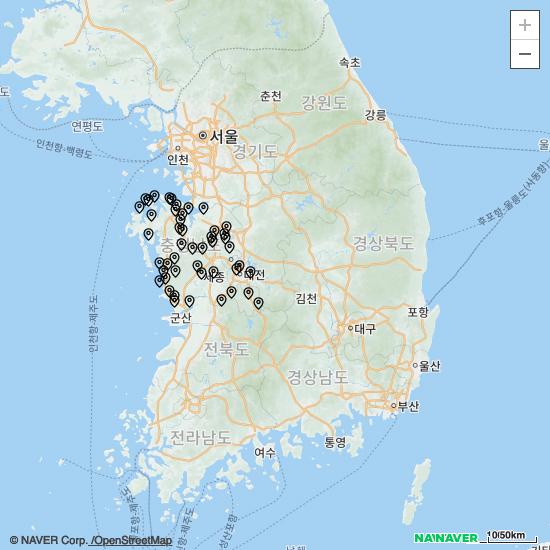 +
−
속초
춘천
강원도
강릉
연평도
서울
인천
경기도
인천항-백령도
후포항-울릉도(사동항)
경상북도
세종
대전
김천
포항
군산
인천항-제주도
대구
전북도
울산
경상남도
부산
전라남도
통영
여수
© NAVER Corp. /OpenStreetMap
NAVER
10/50km